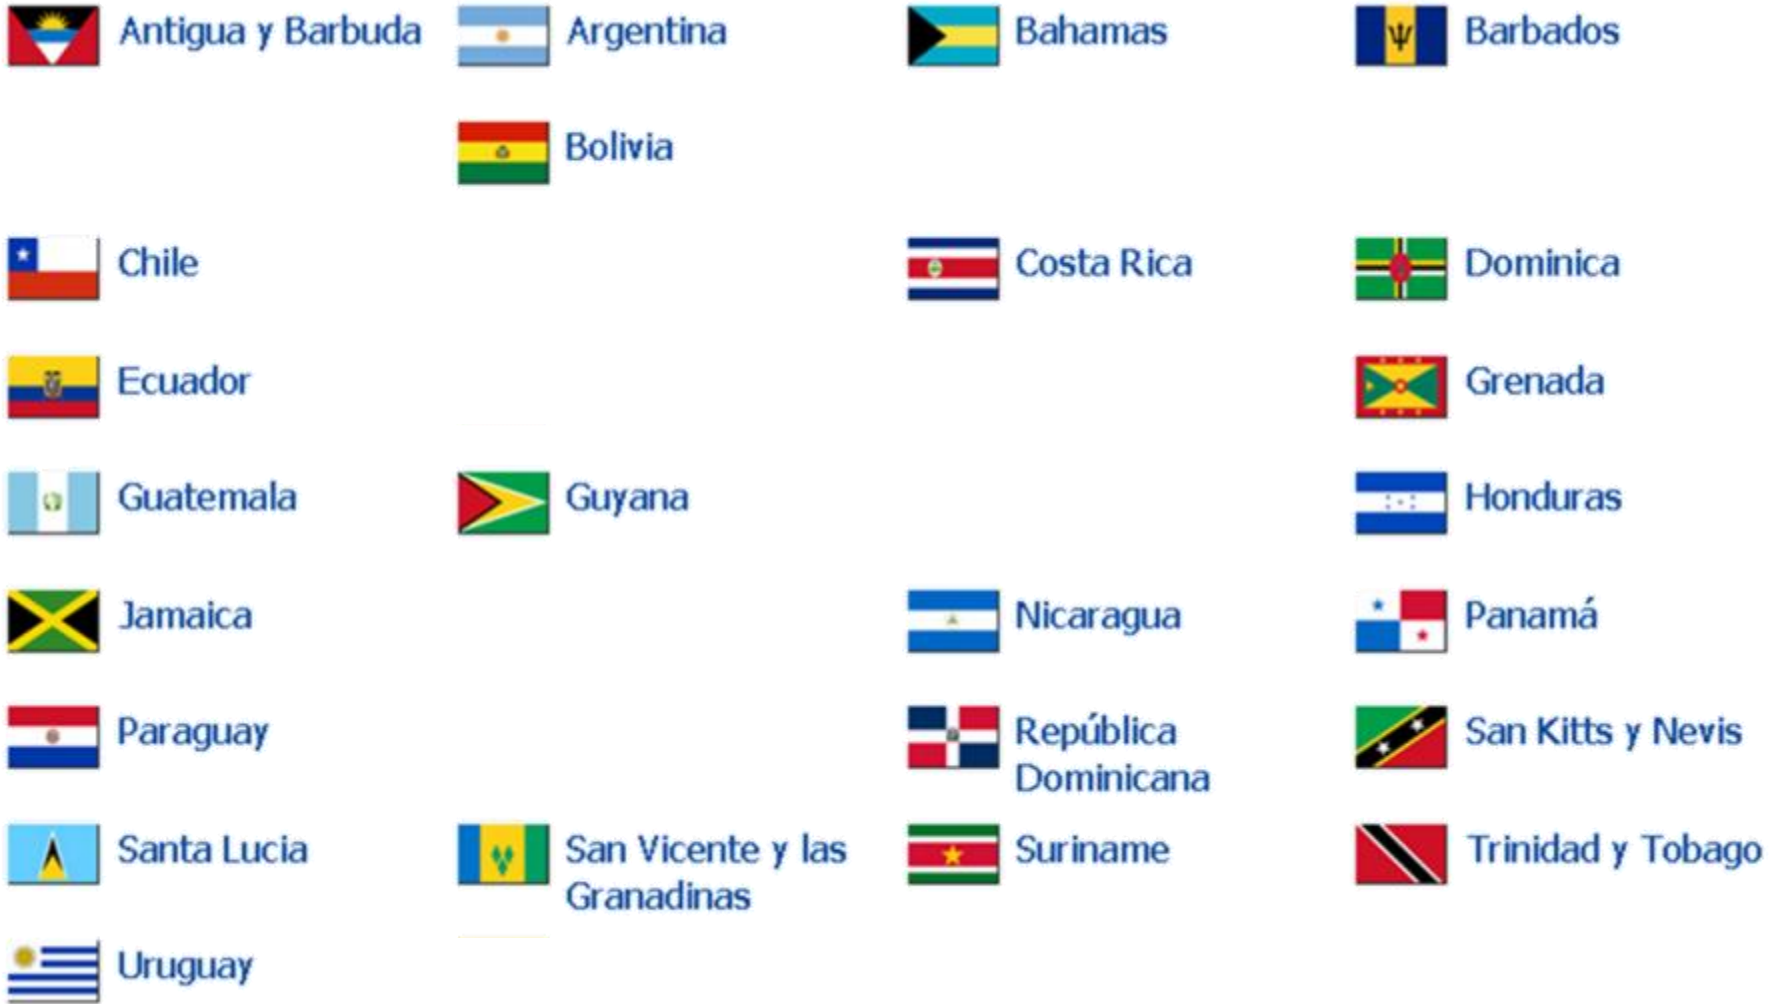 Antigua y Barbuda
Argentina
Bahamas
Barbados
Bolivia
Chile
Costa Rica
Dominica
Ecuador
Grenada
Guatemala
Guyana
Honduras
Jamaica
Nicaragua
Panamá
Paraguay
República
Dominicana
San Kitts y Nevis
Santa Lucia
San Vicente y las
Granadinas
Suriname
Trinidad y Tobago
Uruguay